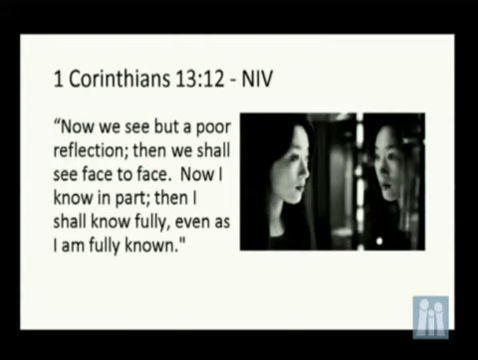 1 Corinthians 13:12 - NIV
“Now we see but a poor
reflection; then we shall
see face to face. Now I
know in part; then I
shall know fully, even as
I am fully known."